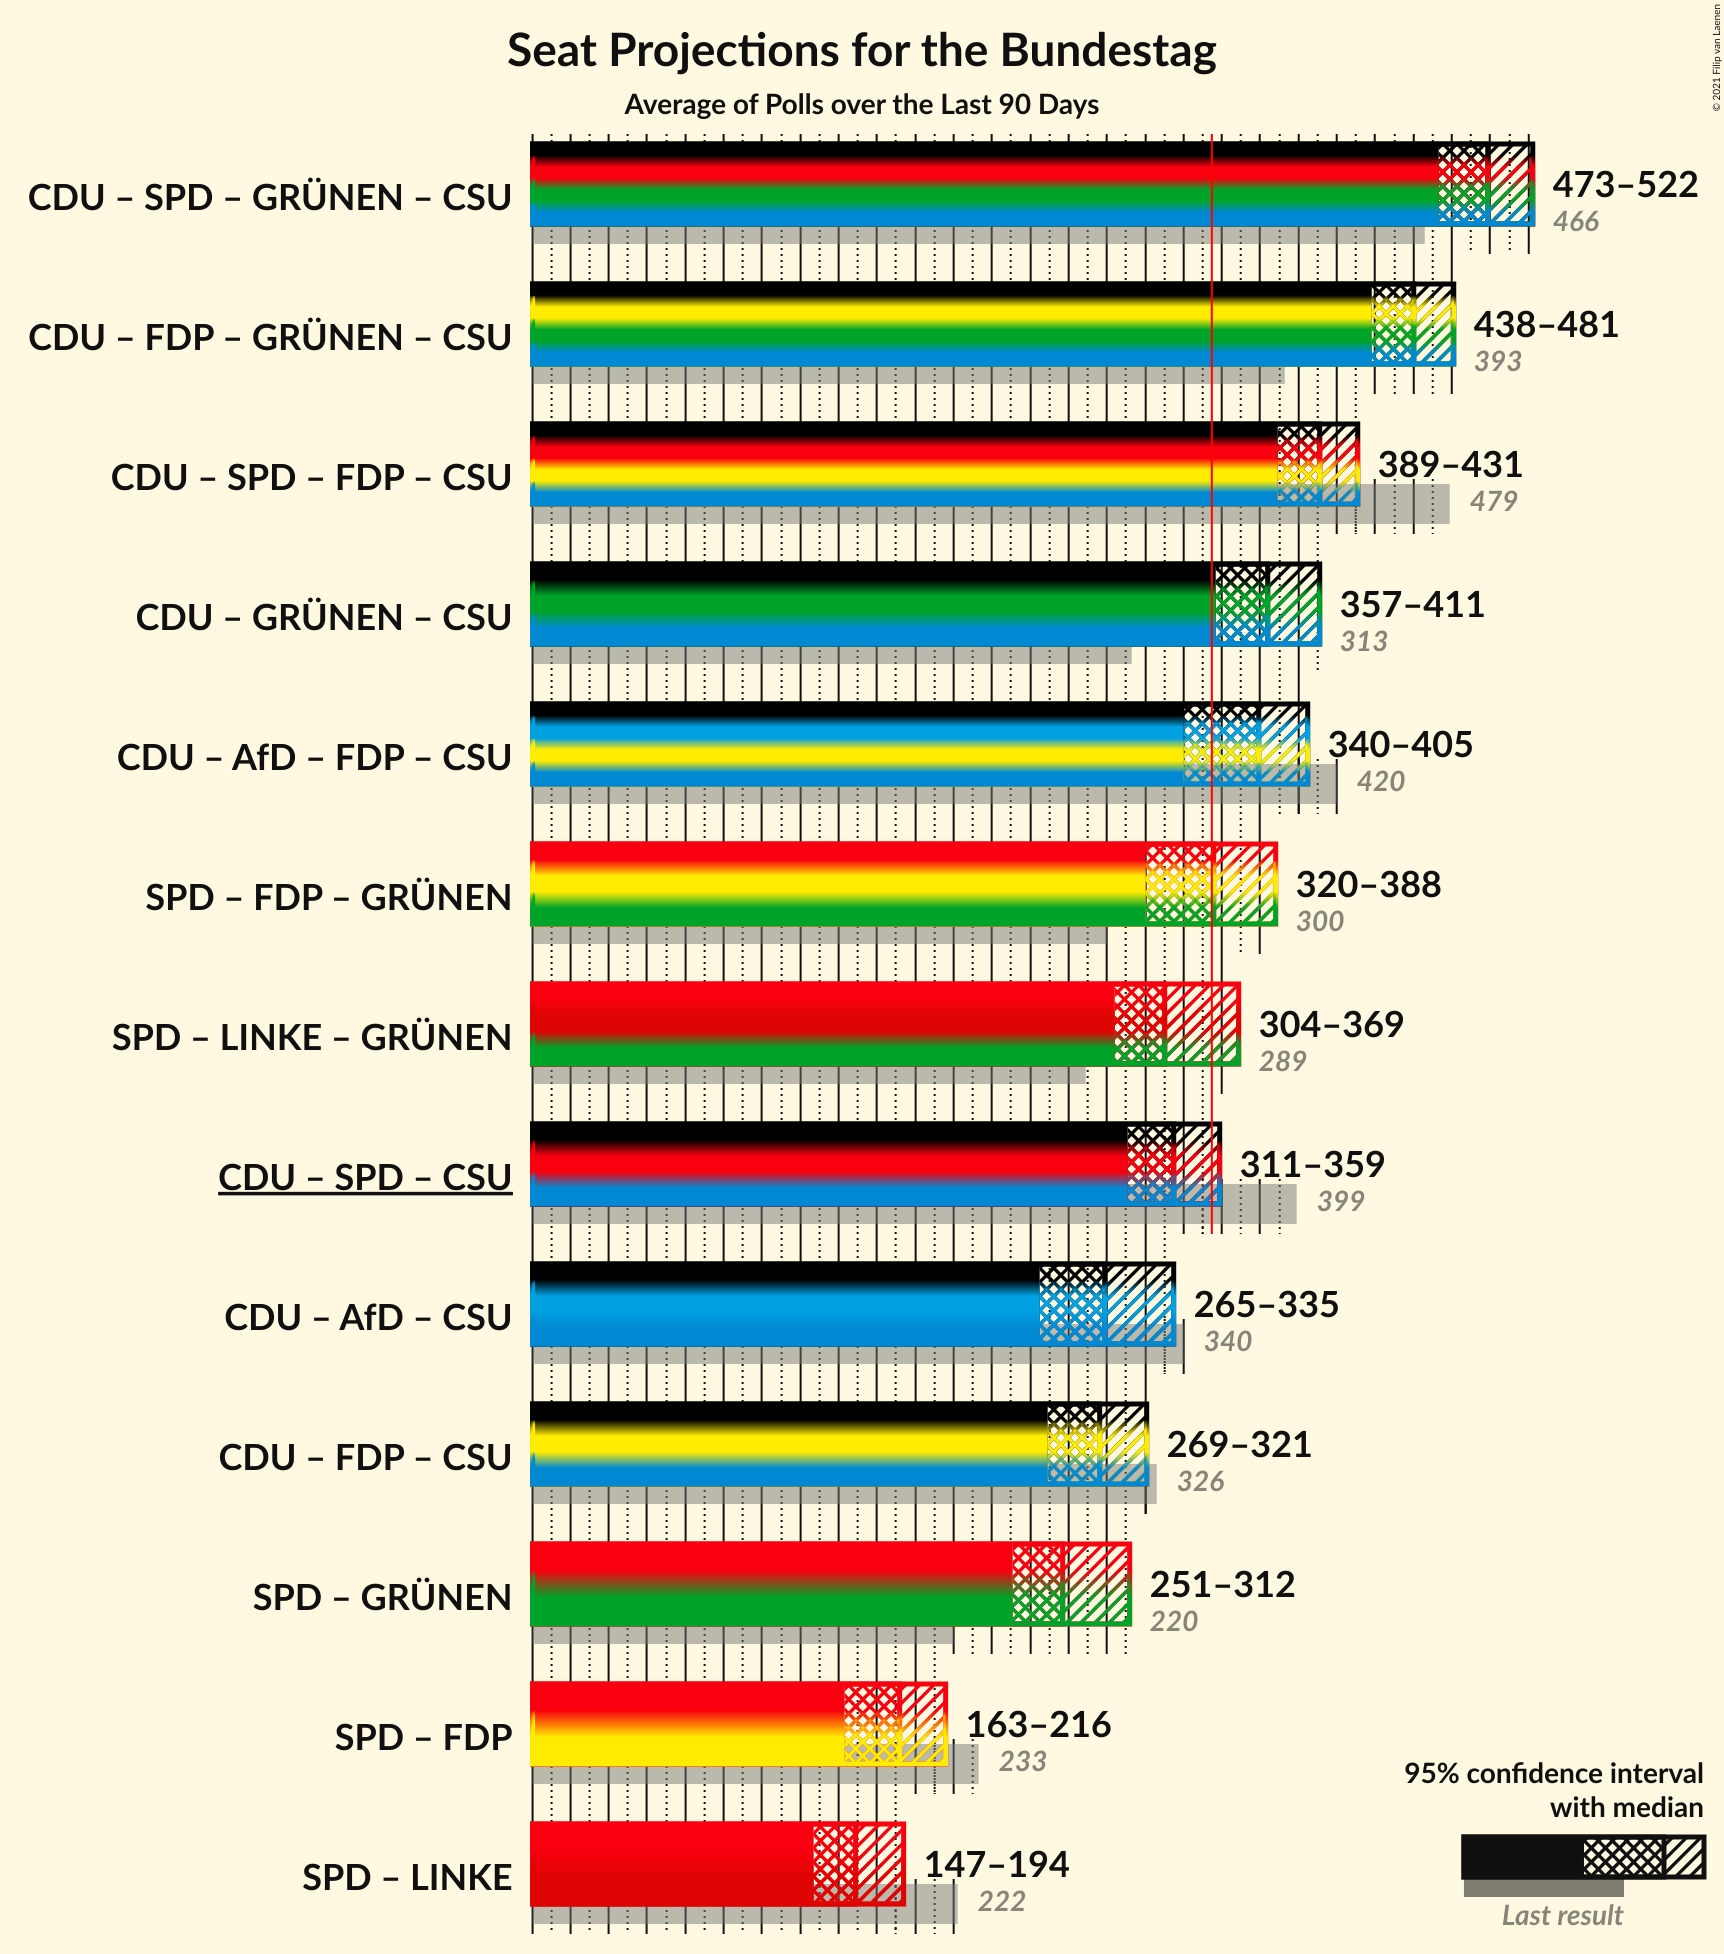 © 2021 Filip van Laenen
Seat Projections for the Bundestag
Average of Polls over the Last 90 Days
CDU – SPD – GRÜNEN – CSU
473–522
466
CDU – FDP – GRÜNEN – CSU
438–481
393
CDU – SPD – FDP – CSU
389–431
479
CDU – GRÜNEN – CSU
357–411
313
CDU – AfD – FDP – CSU
340–405
420
SPD – FDP – GRÜNEN
320–388
300
SPD – LINKE – GRÜNEN
304–369
289
CDU – SPD – CSU
311–359
399
CDU – AfD – CSU
265–335
340
CDU – FDP – CSU
269–321
326
SPD – GRÜNEN
251–312
220
SPD – FDP
163–216
233
SPD – LINKE
147–194
222
95% confidence interval
with median
Last result